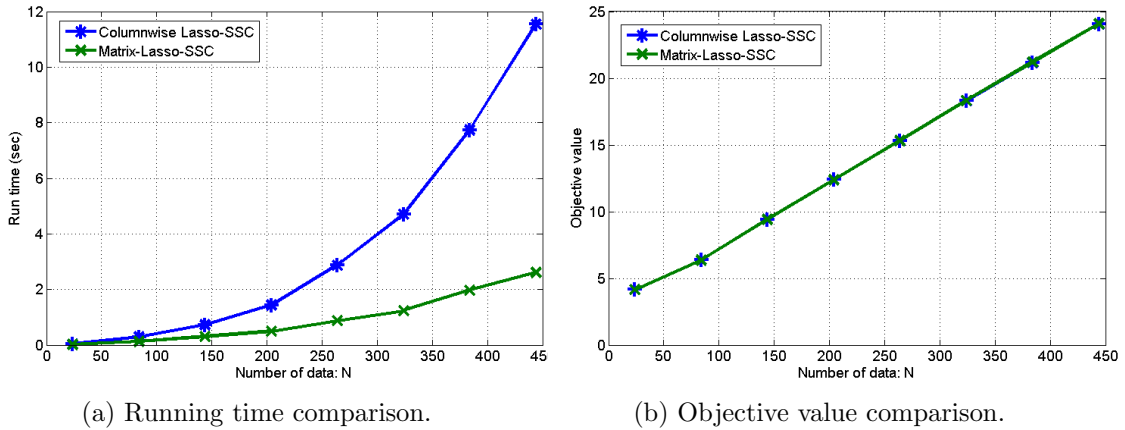 12
10
8
6
4
2
0
Run time (sec)
Columnwise Lasso-SSC
Matrix-Lasso-SSC
0 50 100 150 200 250 300 350 400 45
Number of data: N
(a) Running time comparison.
25
20
15
10
5
0
Objective value
Columnwise Lasso-SSC
Matrix-Lasso-SSC
0 50 100 150 200 250 300 350 400 450
Number of data: N
(b) Objective value comparison.